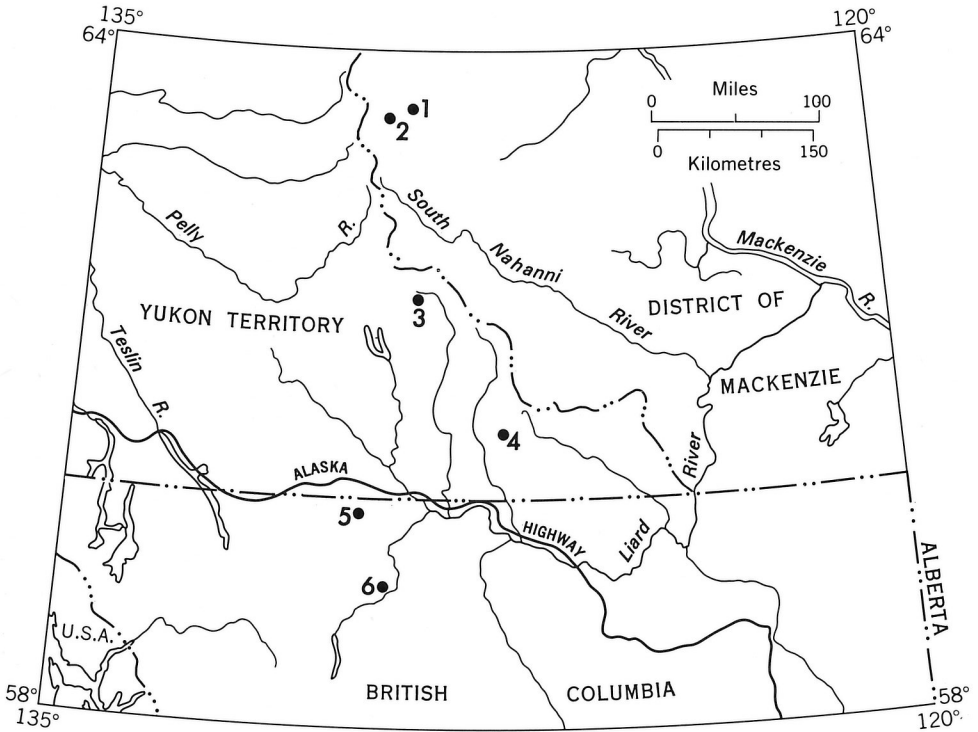 135°
120°
64°
64°
Miles
0 100
0 150
Kilometres
1
2
South
Nahanni
River
Pelly
R.
Mackenzie
R.
DISTRICT OF
MACKENZIE
YUKON TERRITORY
3
Teslin
R.
4
River
ALASKA
HIGHWAY
Liard
5
6
ALBERTA
U.S.A.
BRITISH COLUMBIA
58°
58°
135°
120°